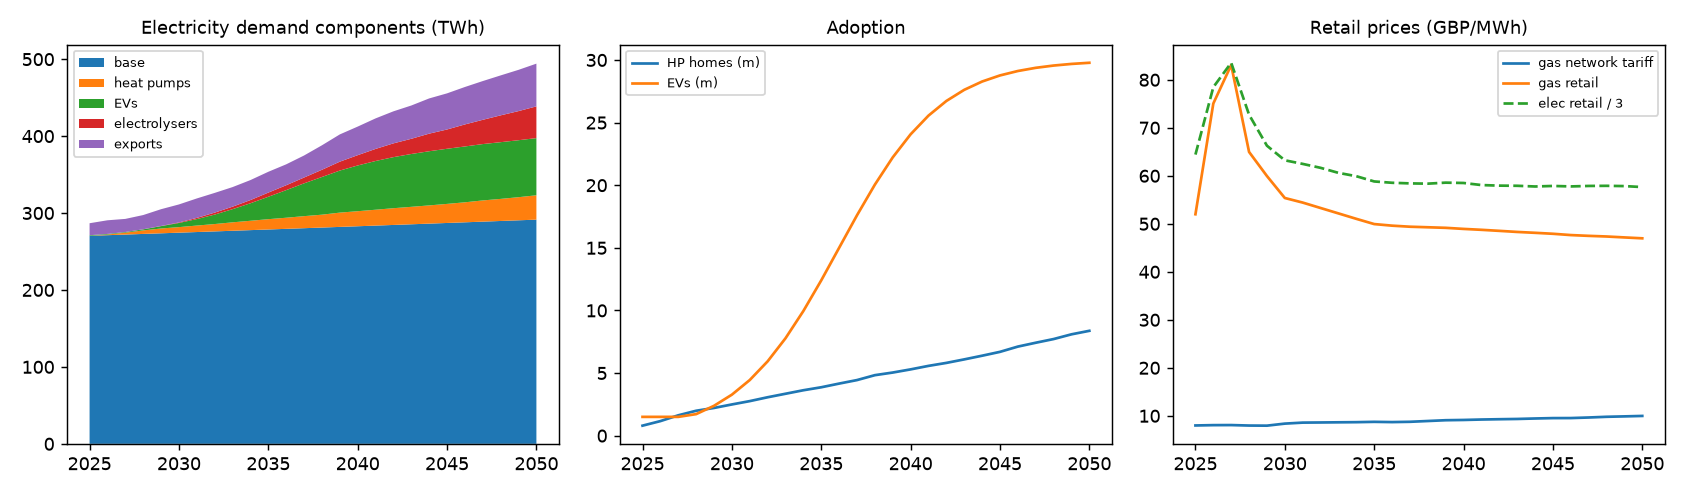 Electricity demand components (TWh)
base
heat pumps
EVs
electrolysers
exports
500
400
300
200
100
0
2025 2030 2035 2040 2045 2050
Adoption
HP homes (m)
EVs (m)
30
25
20
15
10
5
0
2025 2030 2035 2040 2045 2050
Retail prices (GBP/MWh)
gas network tariff
gas retail
elec retail / 3
80
70
60
50
40
30
20
10
2025 2030 2035 2040 2045 2050